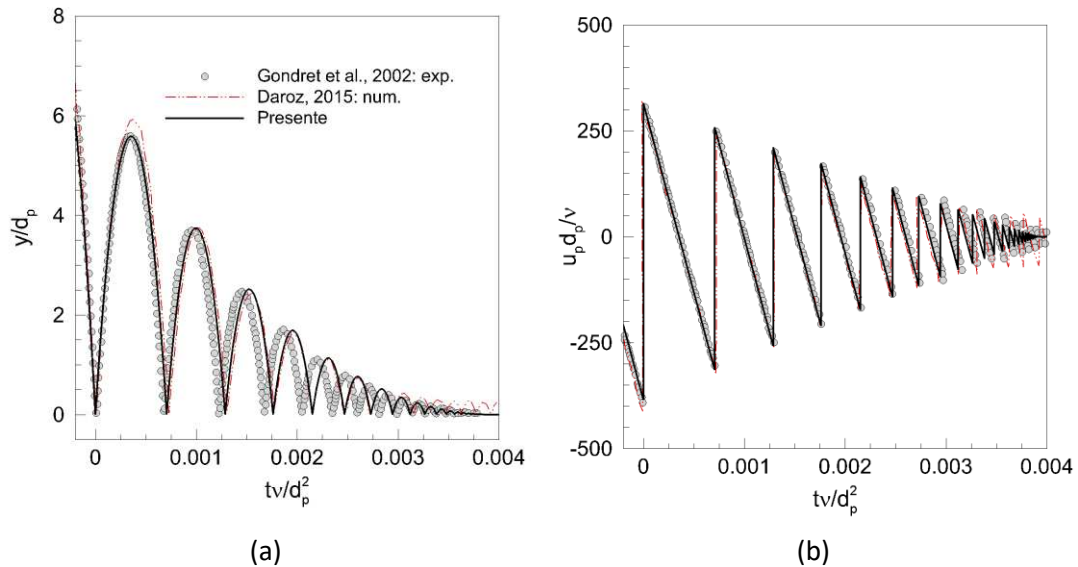 8
6
4
2
0
y/dₚ
Gondret et al., 2002: exp.
Daroz, 2015: num.
Presente
0 0.001 0.002 0.003 0.004
tν/dₚ²
(a)
500
250
0
-250
-500
uₚdₚ/ν
0 0.001 0.002 0.003 0.004
tν/dₚ²
(b)